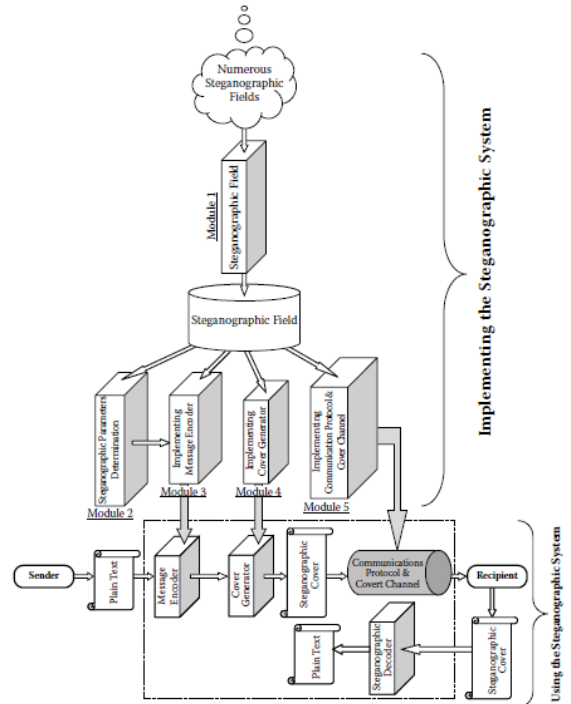 Numerous
Steganographic
Fields
Module 1
Steganographic Field
Steganographic Field
Steganographic Parameters
Determination
Module 2
Implementing
Message Encoder
Module 3
Implementing
Cover Generator
Module 4
Implementing
Communication Protocol &
Cover Channel
Module 5
Implementing the Steganographic System
Sender
Plain Text
Message
Encoder
Cover
Generator
Steganographic
Cover
Communications
Protocol &
Covert Channel
Recipient
Plain Text
Steganographic
Decoder
Steganographic
Cover
Using the Steganographic System